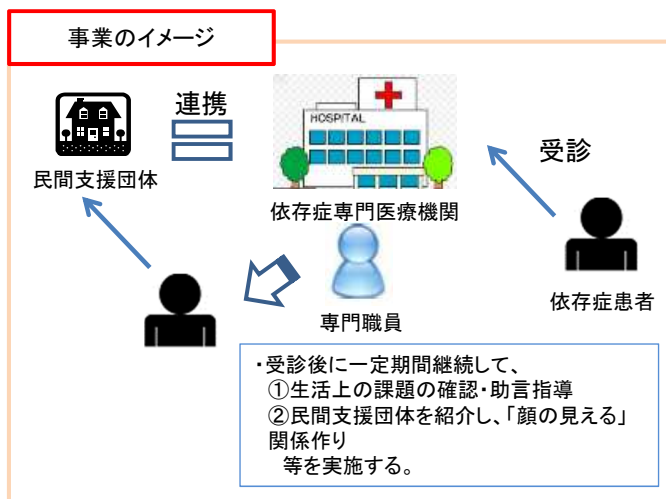 事業のイメージ
連携
HOSPITAL
受診
民間支援団体
依存症専門医療機関
依存症患者
専門職員
・受診後に一定期間継続して、
①生活上の課題の確認・助言指導
②民間支援団体を紹介し、「顔の見える」
関係作り
等を実施する。